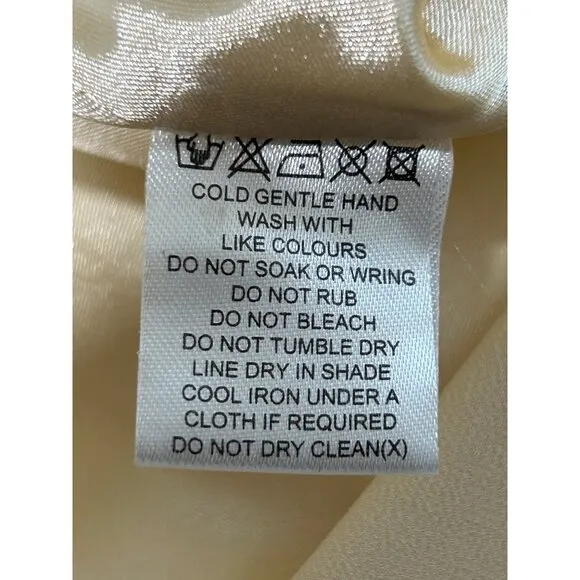 COLD GENTLE HAND
WASH WITH
LIKE COLOURS
DO NOT SOAK OR WRING
DO NOT RUB
DO NOT BLEACH
DO NOT TUMBLE DRY
LINE DRY IN SHADE
COOL IRON UNDER A
CLOTH IF REQUIRED
DO NOT DRY CLEAN(X)